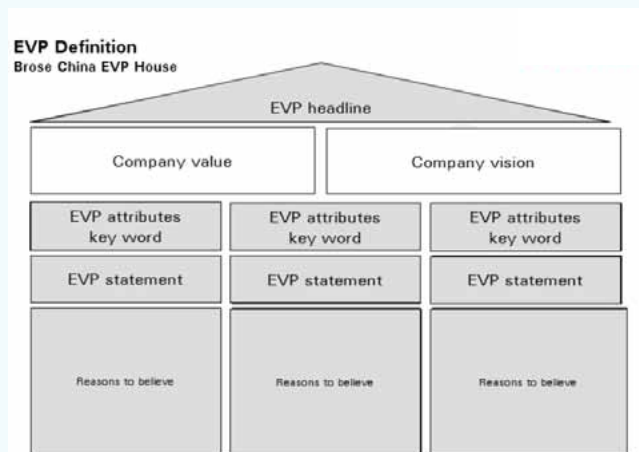 EVP Definition
Brose China EVP House
EVP headline
Company value
Company vision
EVP attributes
key word
EVP attributes
key word
EVP attributes
key word
EVP statement
EVP statement
EVP statement
Reasons to believe
Reasons to believe
Reasons to believe